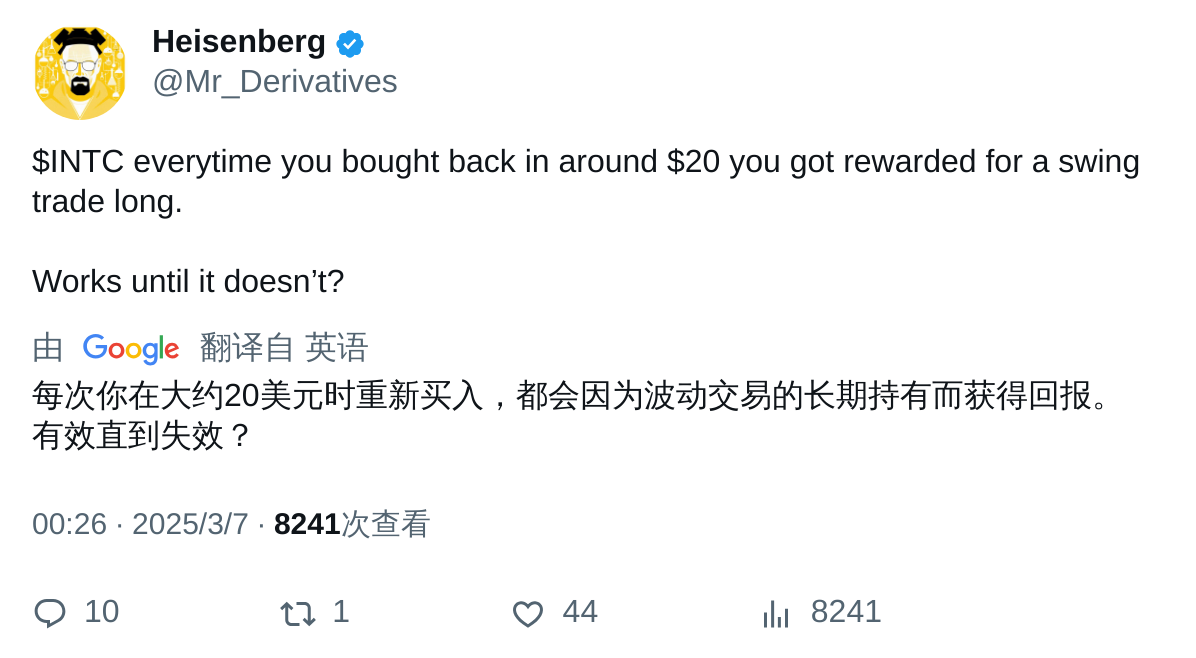 Heisenberg
@Mr_Derivatives
$INTC everytime you bought back in around $20 you got rewarded for a swing
trade long.
Works until it doesn’t?
由 Google 翻译自 英语
每次你在大约20美元时重新买入，都会因为波动交易的长期持有而获得回报。
有效直到失效？
00:26 · 2025/3/7 · 8241次查看
10 1 44 8241